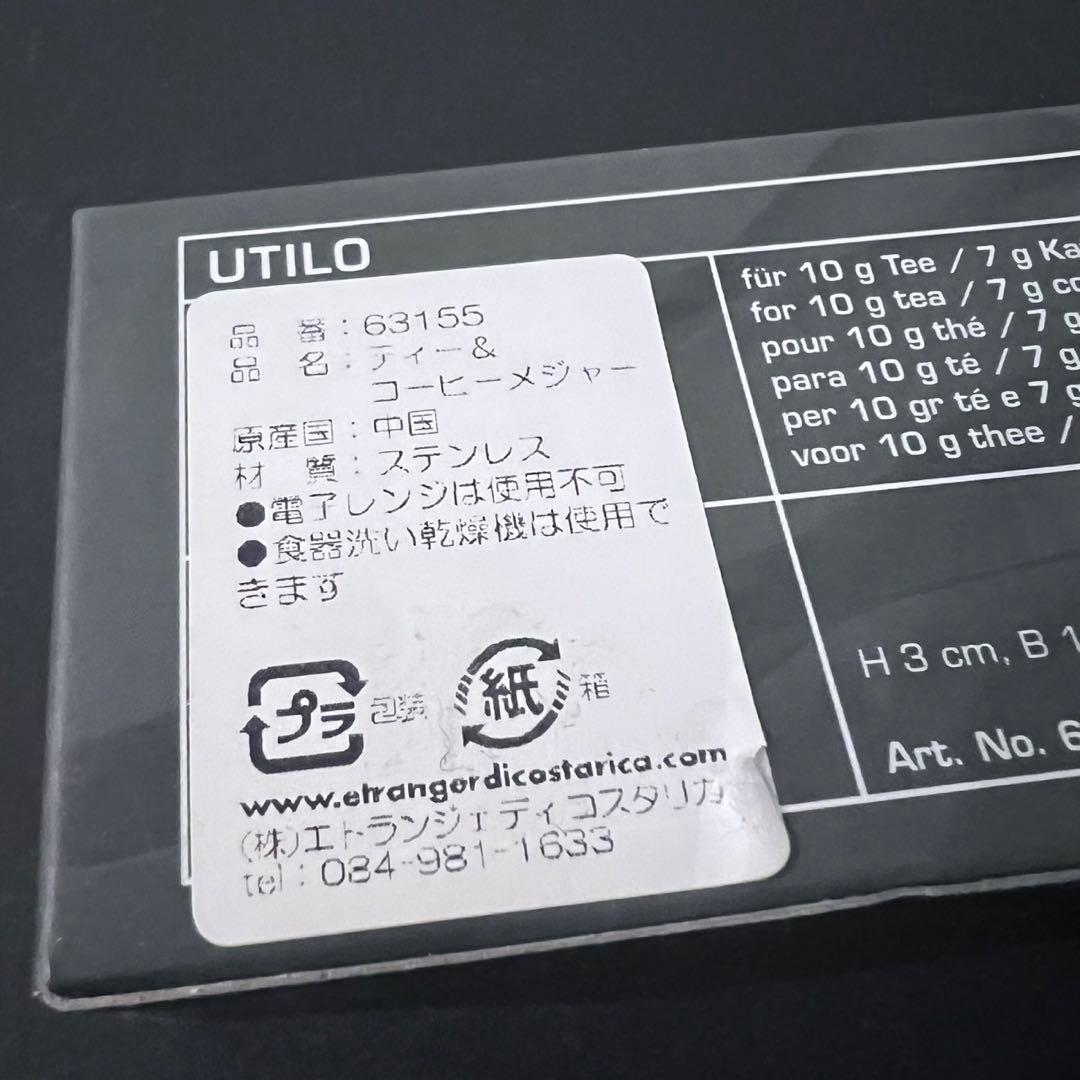 UTILO
品 番：63155
品 名：ティー&
コーヒーメジャー
原産国：中国
材 質：ステンレス
●電子レンジは使用不可
●食器洗い乾燥機は使用で
きます
プラ 包装
紙 箱
www.etrangerdicostarica.com
(株)エトランジェディコスタリカ
tel：084-981-1633
für 10 g Tee / 7 g Ka
for 10 g tea / 7 g co
pour 10 g thé / 7 g
para 10 g té / 7 g
per 10 gr té e 7 g
voor 10 g thee /
H 3 cm, B 1
Art. No. 6